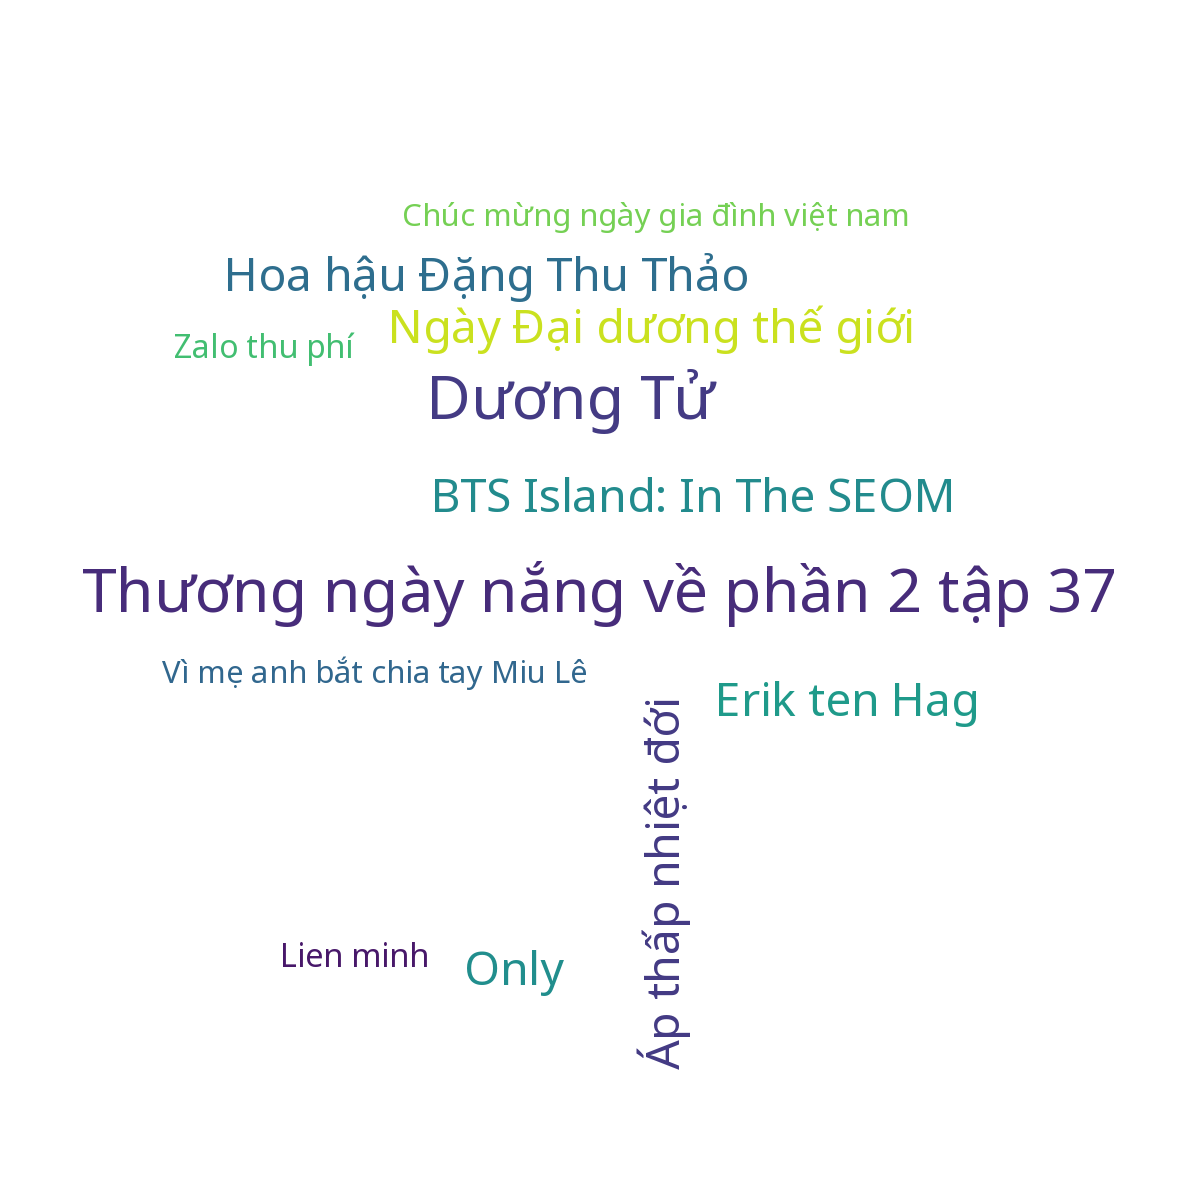 Chúc mừng ngày gia đình việt nam
Hoa hậu Đặng Thu Thảo
Ngày Đại dương thế giới
Zalo thu phí
Dương Tử
BTS Island: In The SEOM
Thương ngày nắng về phần 2 tập 37
Vì mẹ anh bắt chia tay Miu Lê
Erik ten Hag
Áp thấp nhiệt đới
Lien minh
Only